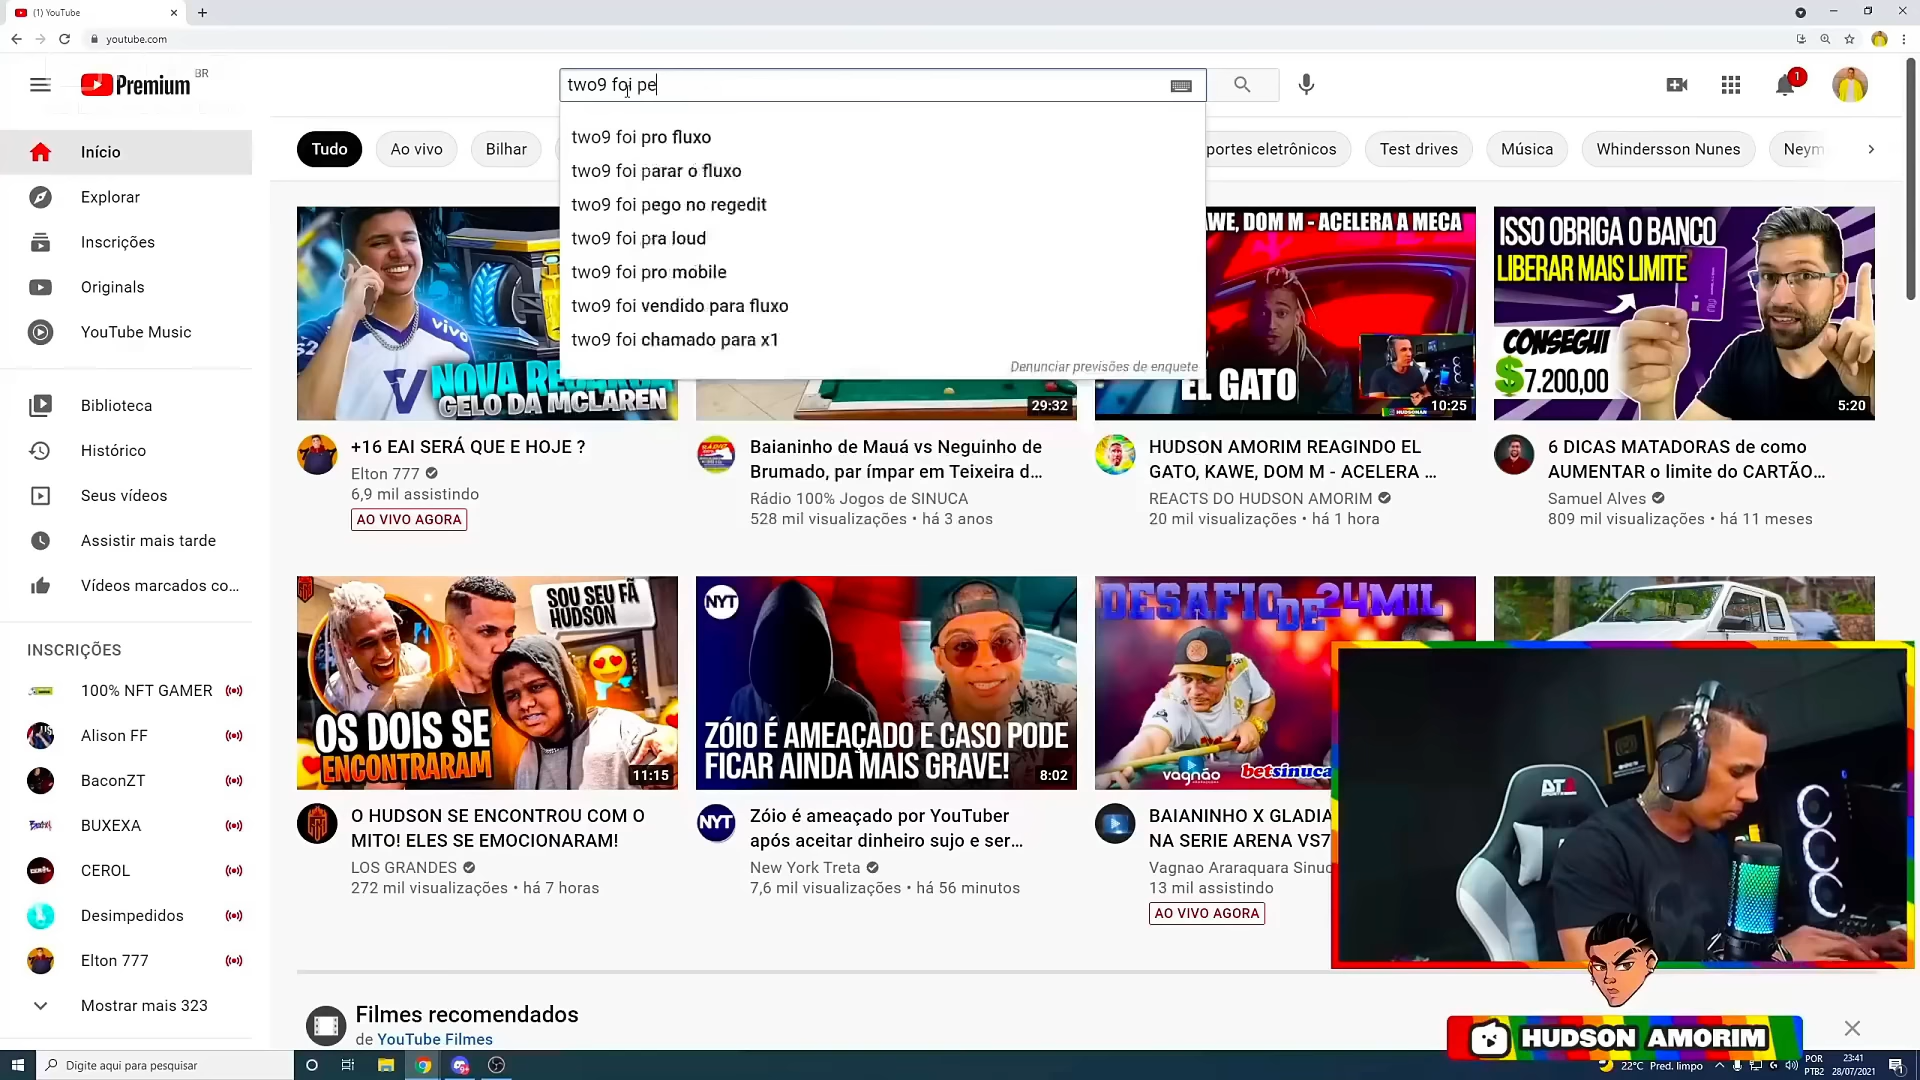 (1) YouTube
youtube.com
Premium
BR
two9 foi pe
1
two9 foi pro fluxo
two9 foi parar o fluxo
two9 foi pego no regedit
two9 foi pra loud
two9 foi pro mobile
two9 foi vendido para fluxo
two9 foi chamado para x1
Denunciar previsões de enquete
Tudo
Ao vivo
Bilhar
portes eletrônicos
Test drives
Música
Whindersson Nunes
Neym
Início
Explorar
Inscrições
Originals
YouTube Music
Biblioteca
Histórico
Seus vídeos
Assistir mais tarde
Vídeos marcados co...
INSCRIÇÕES
100% NFT GAMER
Alison FF
BaconZT
BUXEXA
CEROL
Desimpedidos
Elton 777
Mostrar mais 323
vivo
GELO DA MCLAREN
+16 EAI SERÁ QUE E HOJE ?
Elton 777
6,9 mil assistindo
AO VIVO AGORA
29:32
Baianinho de Mauá vs Neguinho de
Brumado, par ímpar em Teixeira d...
Rádio 100% Jogos de SINUCA
528 mil visualizações • há 3 anos
KAWE, DOM M - ACELERA A MECA
EL GATO
10:25
HUDSON AMORIM REAGINDO EL
GATO, KAWE, DOM M - ACELERA ...
REACTS DO HUDSON AMORIM
20 mil visualizações • há 1 hora
ISSO OBRIGA O BANCO
LIBERAR MAIS LIMITE
CONSEGUI
$7.200,00
5:20
6 DICAS MATADORAS de como
AUMENTAR o limite do CARTÃO...
Samuel Alves
809 mil visualizações • há 11 meses
SOU SEU FÃ
HUDSON
OS DOIS SE
ENCONTRARAM
11:15
O HUDSON SE ENCONTROU COM O
MITO! ELES SE EMOCIONARAM!
LOS GRANDES
272 mil visualizações • há 7 horas
NYT
ZÓIO É AMEAÇADO E CASO PODE
FICAR AINDA MAIS GRAVE!
8:02
NYT
Zóio é ameaçado por YouTuber
após aceitar dinheiro sujo e ser...
New York Treta
7,6 mil visualizações • há 56 minutos
DESAFIO DE 24MIL
vagnão
betsinuca
BAIANINHO X GLADIA
NA SERIE ARENA VS7
Vagnao Araraquara Sinuc
13 mil assistindo
AO VIVO AGORA
Filmes recomendados
de YouTube Filmes
HUDSON AMORIM
Digite aqui para pesquisar
22°C Pred. limpo
POR
PTB2
23:41
28/07/2021